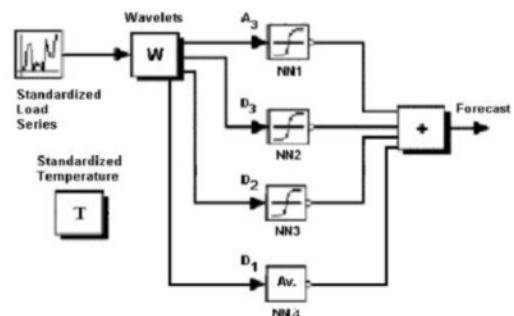 Wavelets
A3
W
NN1
Standardized
Load
Series
D3
NN2
+
Forecast
Standardized
Temperature
T
D2
NN3
D1
Av.
NN4